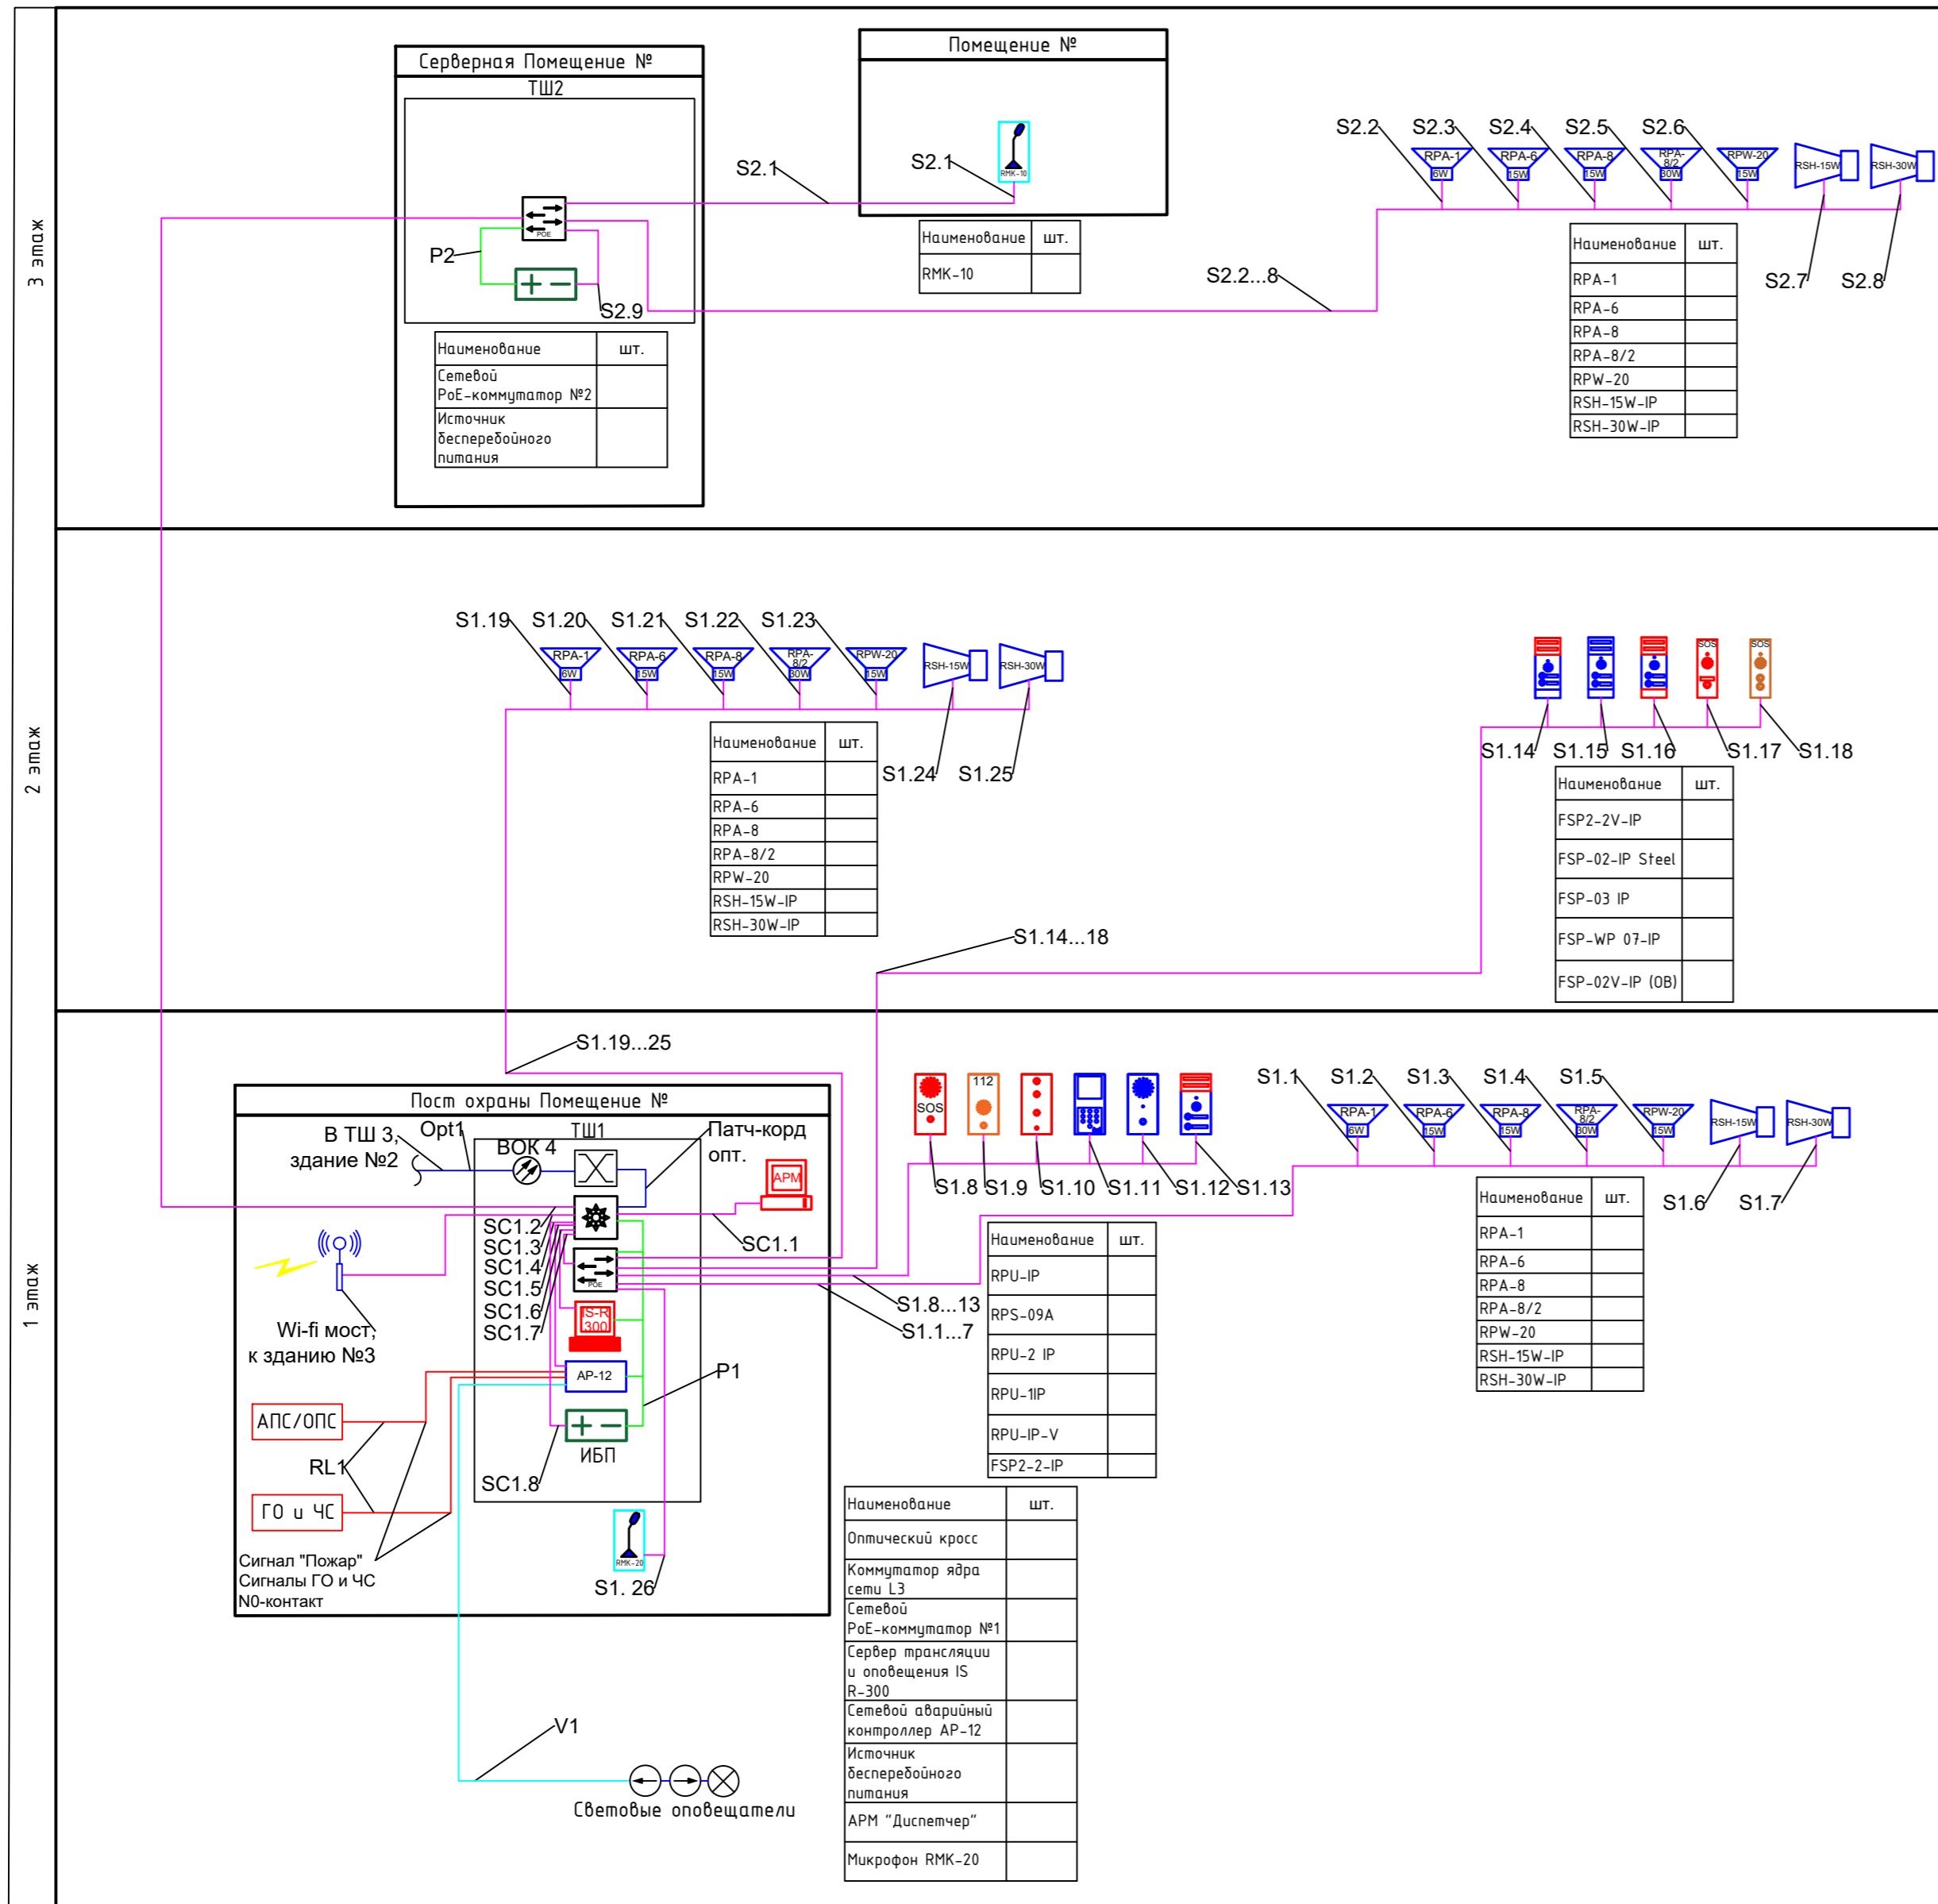 3 этаж
Серверная Помещение №
ТШ2
POE
P2
S2.9
Наименование шт.
Сетевой
PoE-коммутатор №2
Источник
бесперебойного
питания
S2.1
Помещение №
S2.1
RMK-10
Наименование шт.
RMK-10
S2.2 S2.3 S2.4 S2.5 S2.6
RPA-1 6W
RPA-6 15W
RPA-8 15W
RPA-8/2 30W
RPW-20 15W
RSH-15W
RSH-30W
S2.2...8
S2.7 S2.8
Наименование шт.
RPA-1
RPA-6
RPA-8
RPA-8/2
RPW-20
RSH-15W-IP
RSH-30W-IP
2 этаж
S1.19 S1.20 S1.21 S1.22 S1.23
RPA-1 6W
RPA-6 15W
RPA-8 15W
RPA-8/2 30W
RPW-20 15W
RSH-15W
RSH-30W
S1.24 S1.25
Наименование шт.
RPA-1
RPA-6
RPA-8
RPA-8/2
RPW-20
RSH-15W-IP
RSH-30W-IP
SOS
SOS
S1.14 S1.15 S1.16 S1.17 S1.18
Наименование шт.
FSP2-2V-IP
FSP-02-IP Steel
FSP-03 IP
FSP-WP 07-IP
FSP-02V-IP (OB)
S1.14...18
1 этаж
S1.19...25
Пост охраны Помещение №
В ТШ 3,
здание №2
Opt1
ТШ1
ВОК 4
Патч-корд
опт.
АРМ
SC1.1
SC1.2
SC1.3
SC1.4
SC1.5
SC1.6
SC1.7
POE
IS-R
300
AP-12
ИБП
P1
SC1.8
Wi-fi мост,
к зданию №3
АПС/ОПС
RL1
ГО и ЧС
Сигнал "Пожар"
Сигналы ГО и ЧС
N0-контакт
RMK-20
S1. 26
S1.8...13
S1.1...7
V1
Световые оповещатели
SOS
112
S1.8 S1.9 S1.10 S1.11 S1.12 S1.13
Наименование шт.
RPU-IP
RPS-09A
RPU-2 IP
RPU-1IP
RPU-IP-V
FSP2-2-IP
S1.1 S1.2 S1.3 S1.4 S1.5
RPA-1 6W
RPA-6 15W
RPA-8 15W
RPA-8/2 30W
RPW-20 15W
RSH-15W
RSH-30W
S1.6 S1.7
Наименование шт.
RPA-1
RPA-6
RPA-8
RPA-8/2
RPW-20
RSH-15W-IP
RSH-30W-IP
Наименование шт.
Оптический кросс
Коммутатор ядра
сети L3
Сетевой
PoE-коммутатор №1
Сервер трансляции
и оповещения IS
R-300
Сетевой аварийный
контроллер AP-12
Источник
бесперебойного
питания
АРМ "Диспетчер"
Микрофон RMK-20